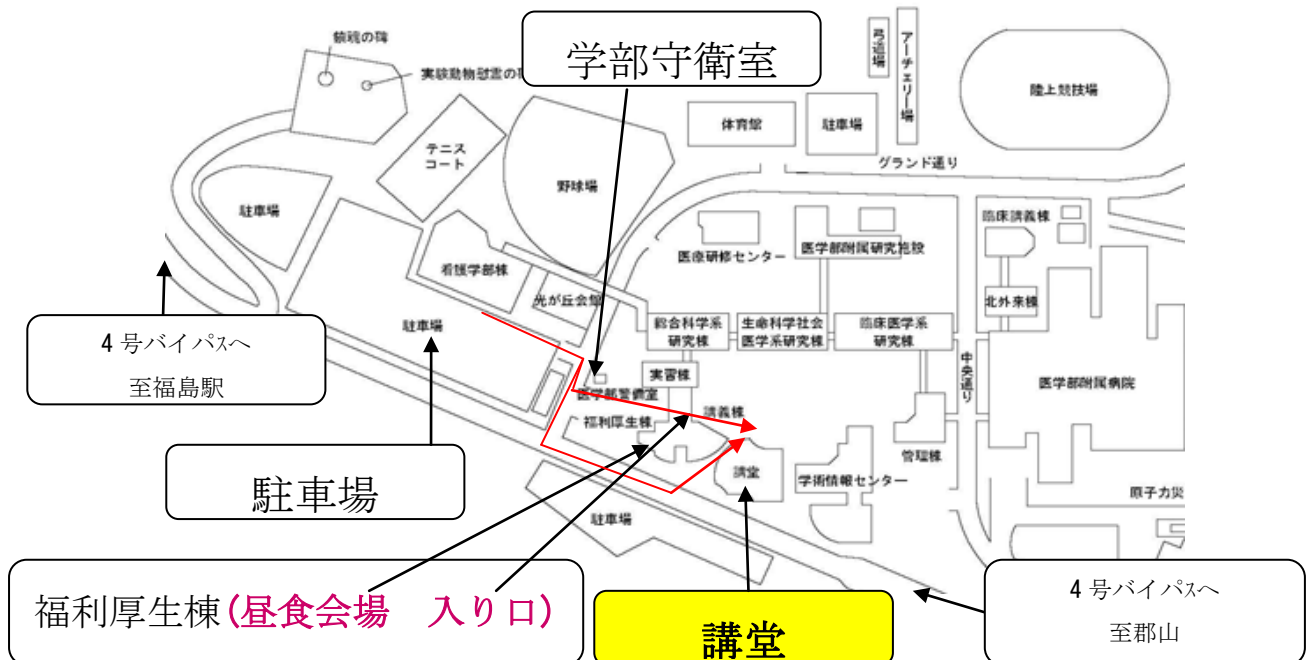 学部守衛室
実験動物慰霊の
弓道場
アーチェリー場
陸上競技場
体育館
駐車場
グランド通り
テニス
コート
野球場
駐車場
臨床講義棟
医療研修センター
医学部附属研究施設
看護学部棟
光が丘会館
北外来棟
駐車場
総合科学系
研究棟
生命科学社会
医学系研究棟
臨床医学系
研究棟
中央通り
医学部附属病院
4号バイパスへ
至福島駅
実習棟
医学部警備室
福利厚生棟
講義棟
管理棟
講堂
学術情報センター
原子力災
駐車場
駐車場
福利厚生棟(昼食会場　入り口)
講堂
4号バイパスへ
至郡山